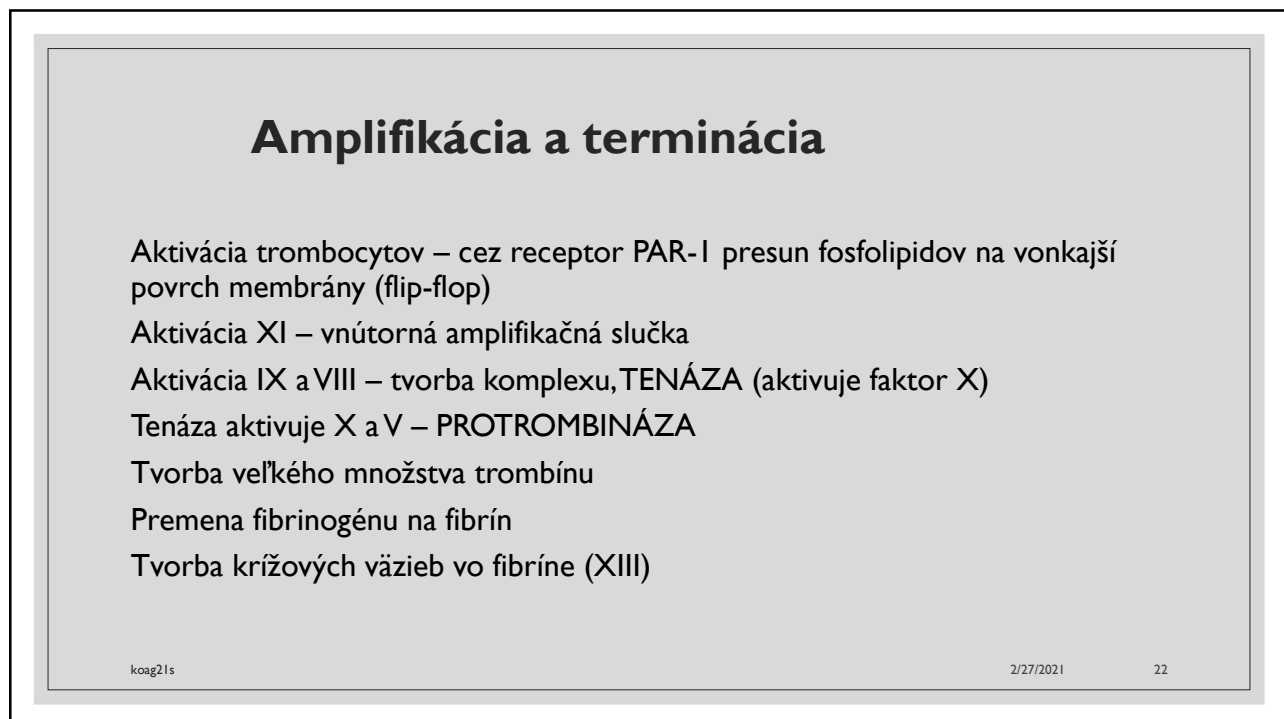 Amplifikácia a terminácia
Aktivácia trombocytov – cez receptor PAR-1 presun fosfolipidov na vonkajší
povrch membrány (flip-flop)
Aktivácia XI – vnútorná amplifikačná slučka
Aktivácia IX a VIII – tvorba komplexu, TENÁZA (aktivuje faktor X)
Tenáza aktivuje X a V – PROTROMBINÁZA
Tvorba veľkého množstva trombínu
Premena fibrinogénu na fibrín
Tvorba krížových väzieb vo fibríne (XIII)
koag21s 2/27/2021 22